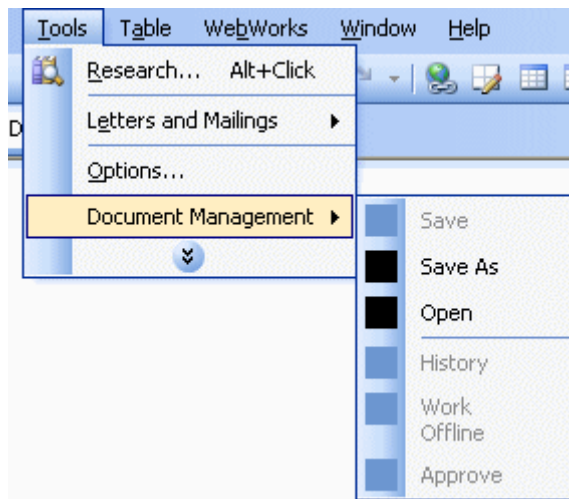 Tools Table WebWorks Window Help
Research... Alt+Click
D
Letters and Mailings
Options...
Document Management
Save
Save As
Open
History
Work
Offline
Approve